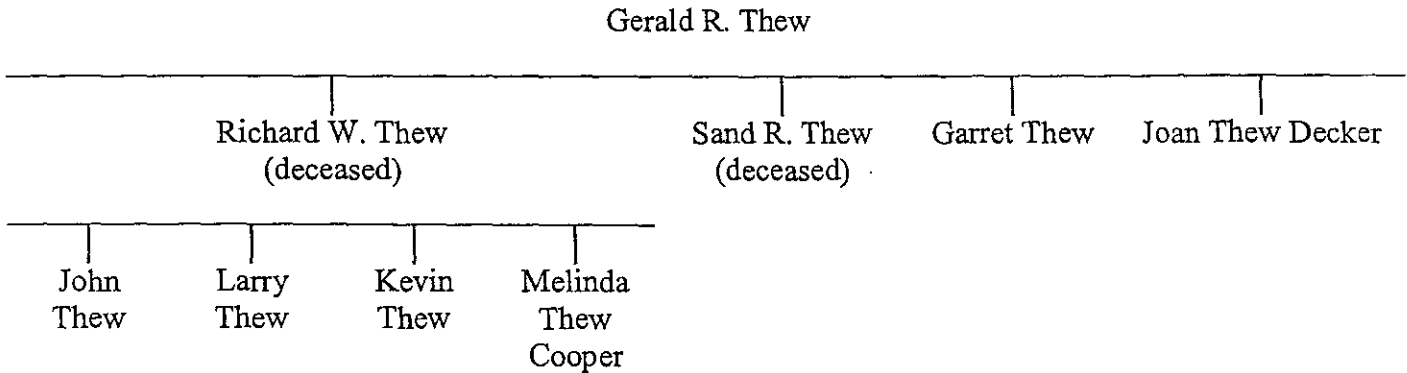 Gerald R. Thew
Richard W. Thew Sand R. Thew Garret Thew Joan Thew Decker
(deceased) (deceased)
John Larry Kevin Melinda
Thew Thew Thew Thew
Cooper